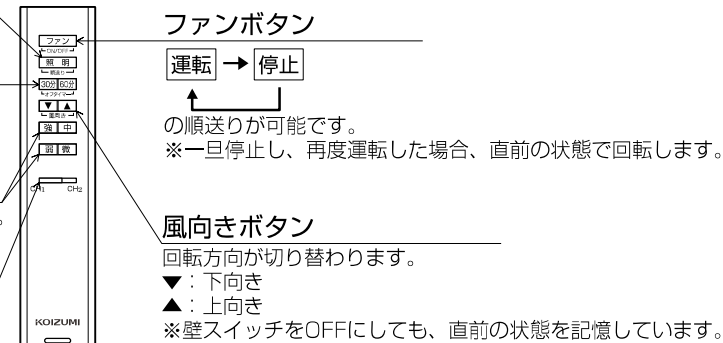 ファン
ON/OFF
照 明
順送り
30分 60分
オフタイマー
▼ ▲
風向き
強 中
弱 微
CH1 CH2
KOIZUMI
ファンボタン
運転 → 停止
の順送りが可能です。
※一旦停止し、再度運転した場合、直前の状態で回転します。
風向きボタン
回転方向が切り替わります。
▼：下向き
▲：上向き
※壁スイッチをOFFにしても、直前の状態を記憶しています。